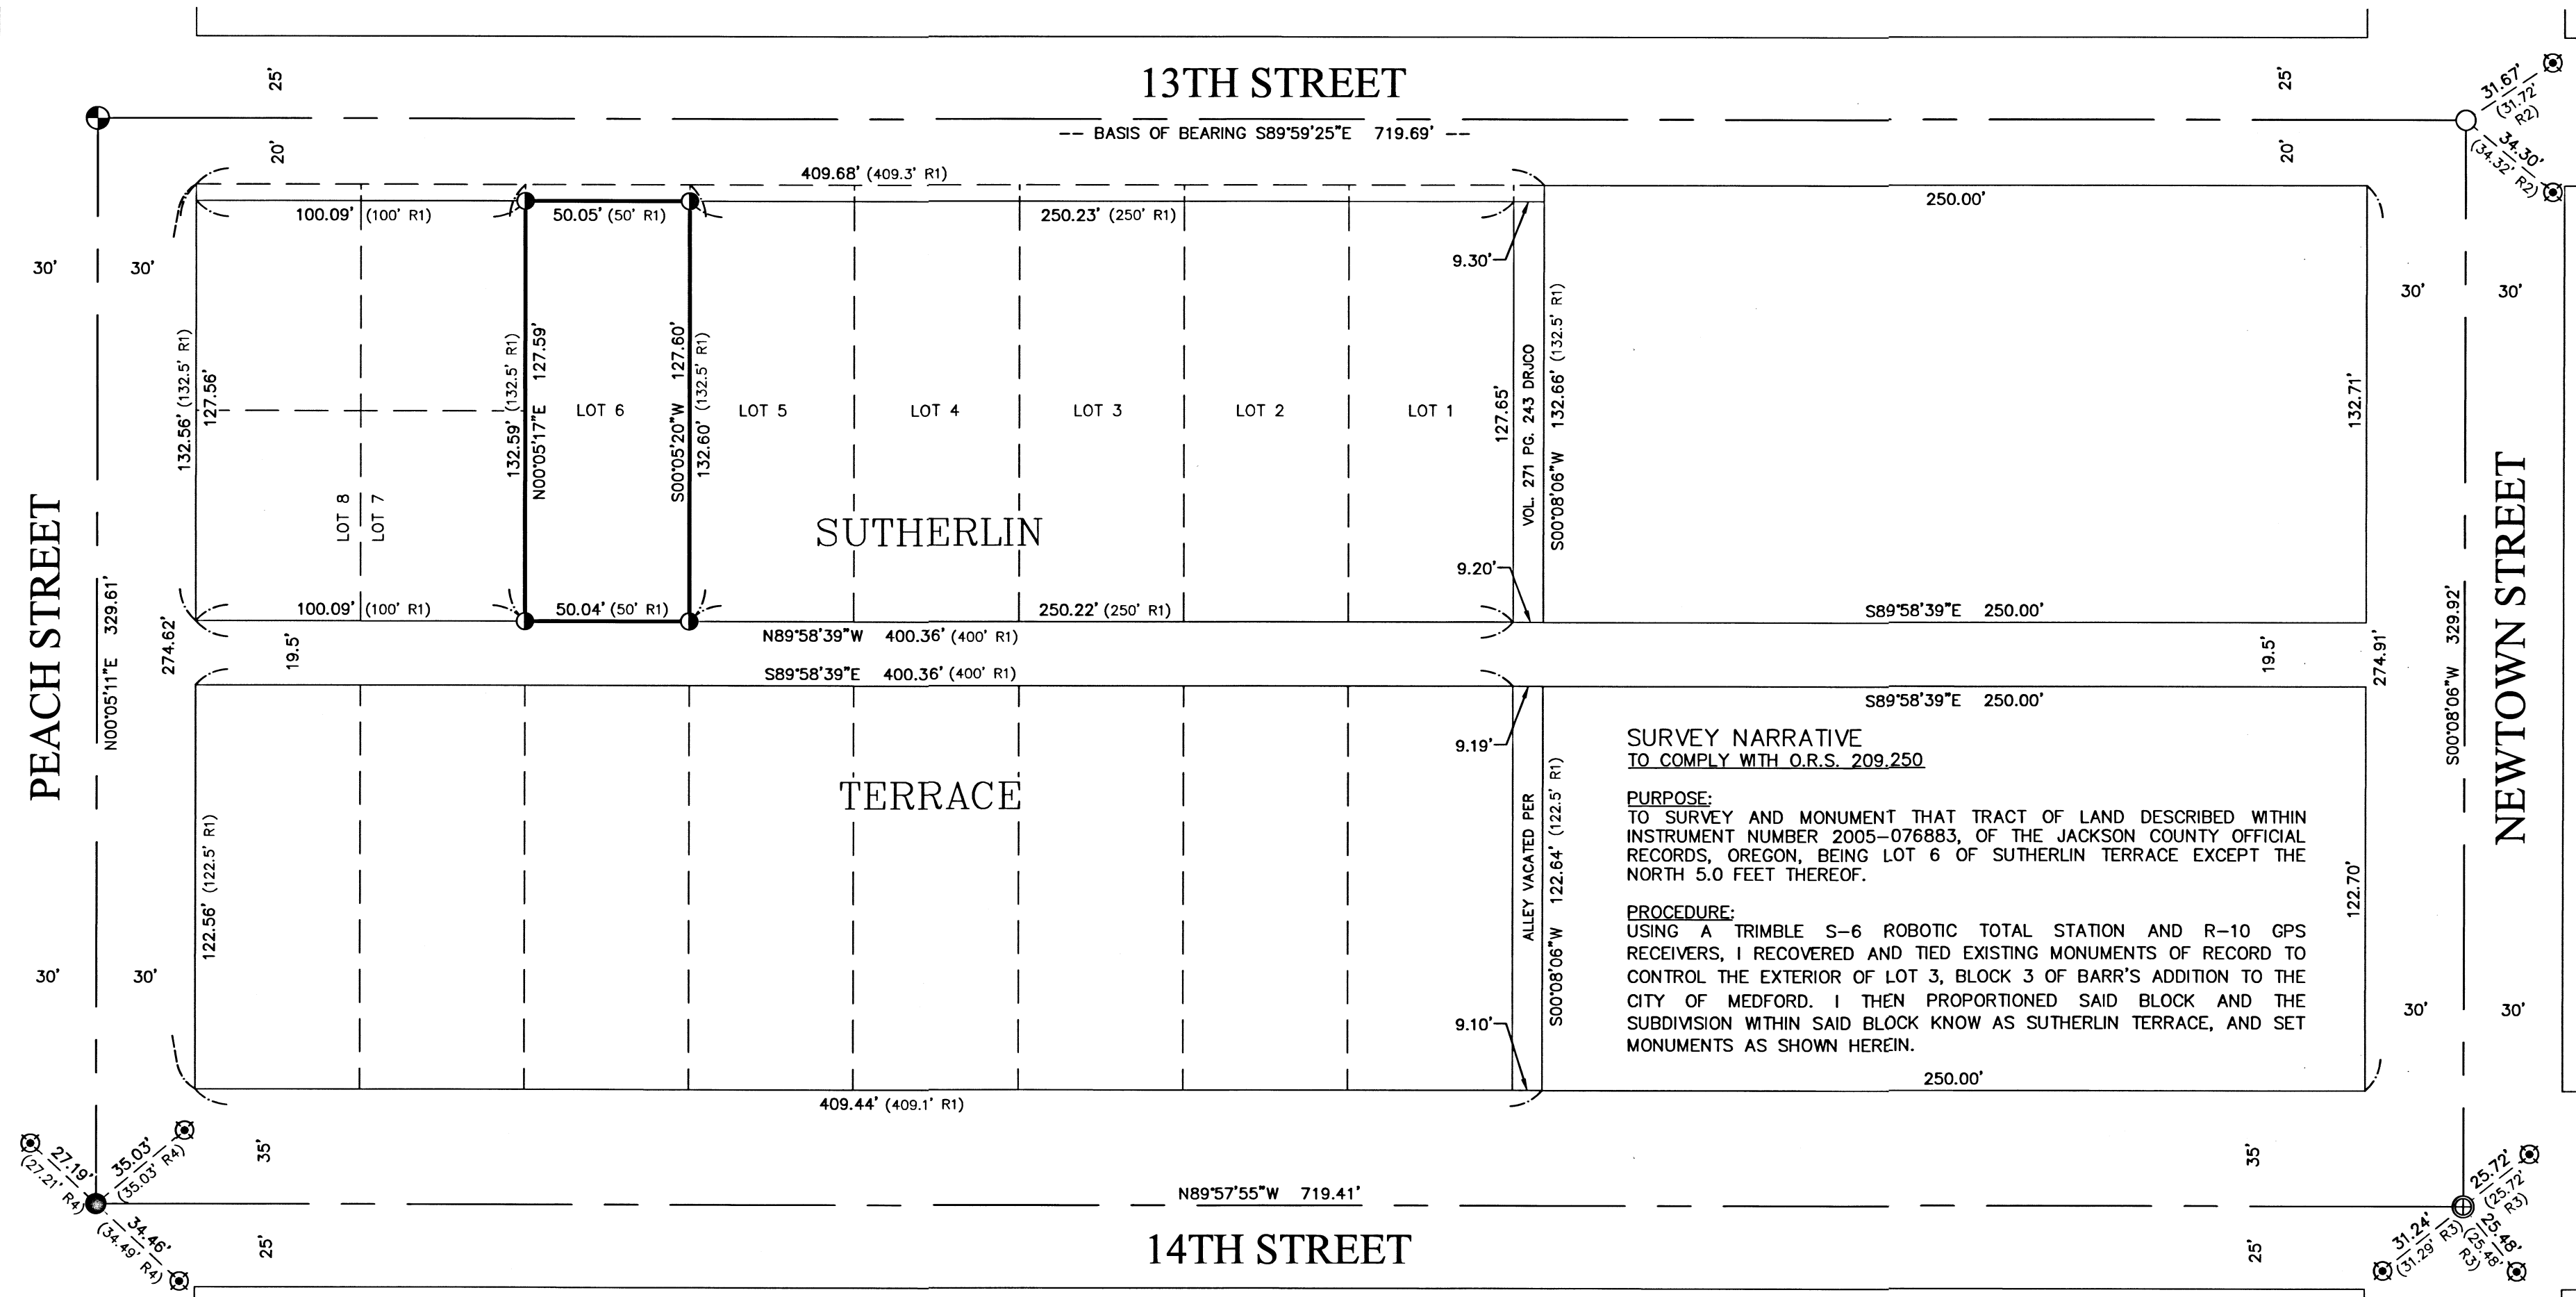 13TH STREET
-- BASIS OF BEARING S89°59'25"E 719.69' --
25'
20'
25'
20'
31.67'
(31.72' R2)
34.30'
(34.32' R2)
409.68' (409.3' R1)
100.09' (100' R1)
50.05' (50' R1)
250.23' (250' R1)
250.00'
9.30'
30'
30'
30'
30'
132.56' (132.5' R1)
127.56'
132.59' (132.5' R1)
N00°05'17"E 127.59'
S00°05'20"W 127.60'
132.60' (132.5' R1)
127.65'
VOL. 271 PG. 243 DRJCO
S00°08'06"W 132.66' (132.5' R1)
132.71'
LOT 8
LOT 7
LOT 6
LOT 5
LOT 4
LOT 3
LOT 2
LOT 1
SUTHERLIN
9.20'
100.09' (100' R1)
50.04' (50' R1)
250.22' (250' R1)
S89°58'39"E 250.00'
N89°58'39"W 400.36' (400' R1)
PEACH STREET
N00°05'11"E 329.61'
274.62'
19.5'
19.5'
274.91'
S00°08'06"W 329.92'
NEWTOWN STREET
S89°58'39"E 400.36' (400' R1)
S89°58'39"E 250.00'
9.19'
TERRACE
122.56' (122.5' R1)
ALLEY VACATED PER
S00°08'06"W 122.64' (122.5' R1)
122.70'
SURVEY NARRATIVE
TO COMPLY WITH O.R.S. 209.250
PURPOSE:
TO SURVEY AND MONUMENT THAT TRACT OF LAND DESCRIBED WITHIN
INSTRUMENT NUMBER 2005-076883, OF THE JACKSON COUNTY OFFICIAL
RECORDS, OREGON, BEING LOT 6 OF SUTHERLIN TERRACE EXCEPT THE
NORTH 5.0 FEET THEREOF.
PROCEDURE:
USING A TRIMBLE S-6 ROBOTIC TOTAL STATION AND R-10 GPS
RECEIVERS, I RECOVERED AND TIED EXISTING MONUMENTS OF RECORD TO
CONTROL THE EXTERIOR OF LOT 3, BLOCK 3 OF BARR'S ADDITION TO THE
CITY OF MEDFORD. I THEN PROPORTIONED SAID BLOCK AND THE
SUBDIVISION WITHIN SAID BLOCK KNOW AS SUTHERLIN TERRACE, AND SET
MONUMENTS AS SHOWN HEREIN.
30'
30'
30'
30'
9.10'
250.00'
409.44' (409.1' R1)
27.19'
(27.21' R4)
35.03'
(35.03' R4)
34.46'
(34.49' R4)
35'
25'
35'
25'
N89°57'55"W 719.41'
14TH STREET
25.72'
(25.72' R3)
31.24'
(31.29' R3)
25.48'
(25.48' R3)